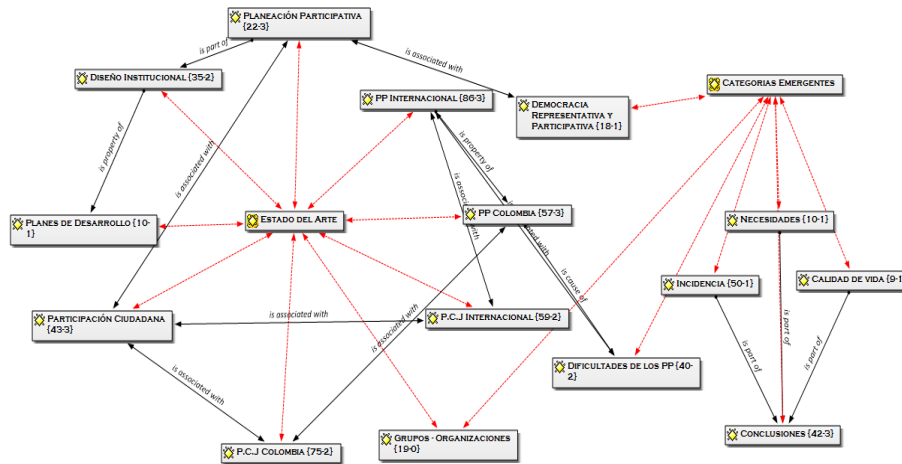 PLANEACIÓN PARTICIPATIVA
{22-3}
is part of
is associated with
DISEÑO INSTITUCIONAL {35-2}
PP INTERNACIONAL {86-3}
CATEGORIAS EMERGENTES
DEMOCRACIA
REPRESENTATIVA Y
PARTICIPATIVA {18-1}
is property of
is associated with
is property of
PLANES DE DESARROLLO {10-
1}
ESTADO DEL ARTE
PP COLOMBIA {57-3}
NECESIDADES {10-1}
is cause of
INCIDENCIA {50-1}
CALIDAD DE VIDA {9-1
PARTICIPACIÓN CIUDADANA
{43-3}
is associated with
P.C.J INTERNACIONAL {59-2}
is associated with
is part of
is part of
is part of
DIFICULTADES DE LOS PP {40-
2}
is associated with
P.C.J COLOMBIA {75-2}
GRUPOS - ORGANIZACIONES
{19-0}
CONCLUSIONES {42-3}